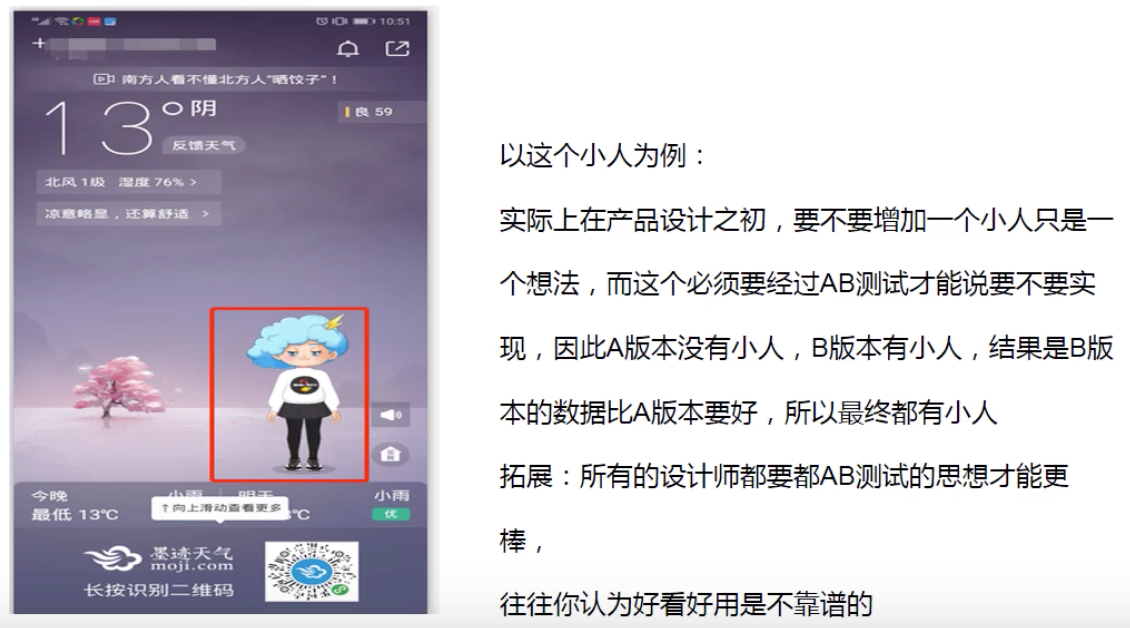 10:51
+
南方人看不懂北方人“晒饺子”！
13°阴
良 59
反馈天气
北风1级 湿度76% >
凉意略显，还算舒适 >
今晚 小雨 明天 小雨
最低 13°C ↑向上滑动查看更多 °C 优
墨迹天气
moji.com
长按识别二维码
以这个小人为例：
实际上在产品设计之初，要不要增加一个小人只是一
个想法，而这个必须要经过AB测试才能说要不要实
现，因此A版本没有小人，B版本有小人，结果是B版
本的数据比A版本要好，所以最终都有小人
拓展：所有的设计师都要都AB测试的思想才能更
棒，
往往你认为好看好用是不靠谱的